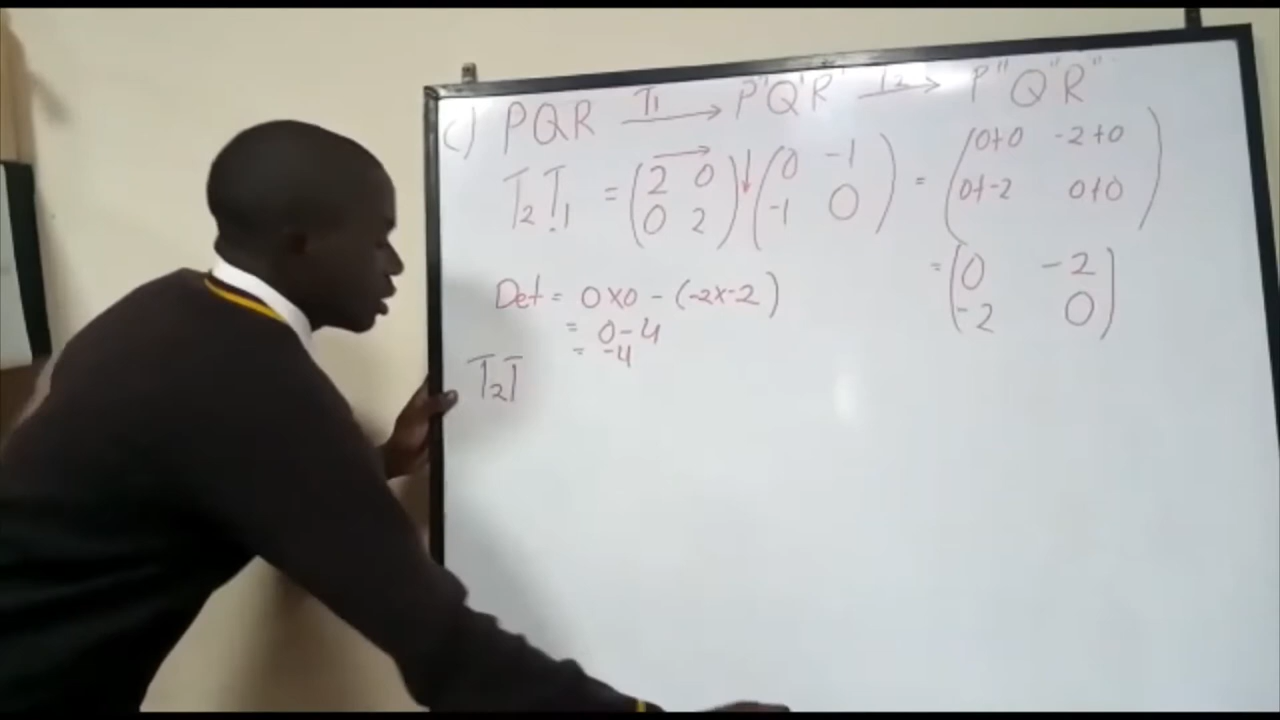 c) PQR T1 → P'Q'R' T2 → P"Q"R"
T2T1 = (2 0) (0 -1) = (0+0 -2+0)
(0 2) (-1 0) (0+-2 0+0)
= (0 -2)
(-2 0)
Det = 0x0 - (-2x-2)
= 0-4
= -4
T2T